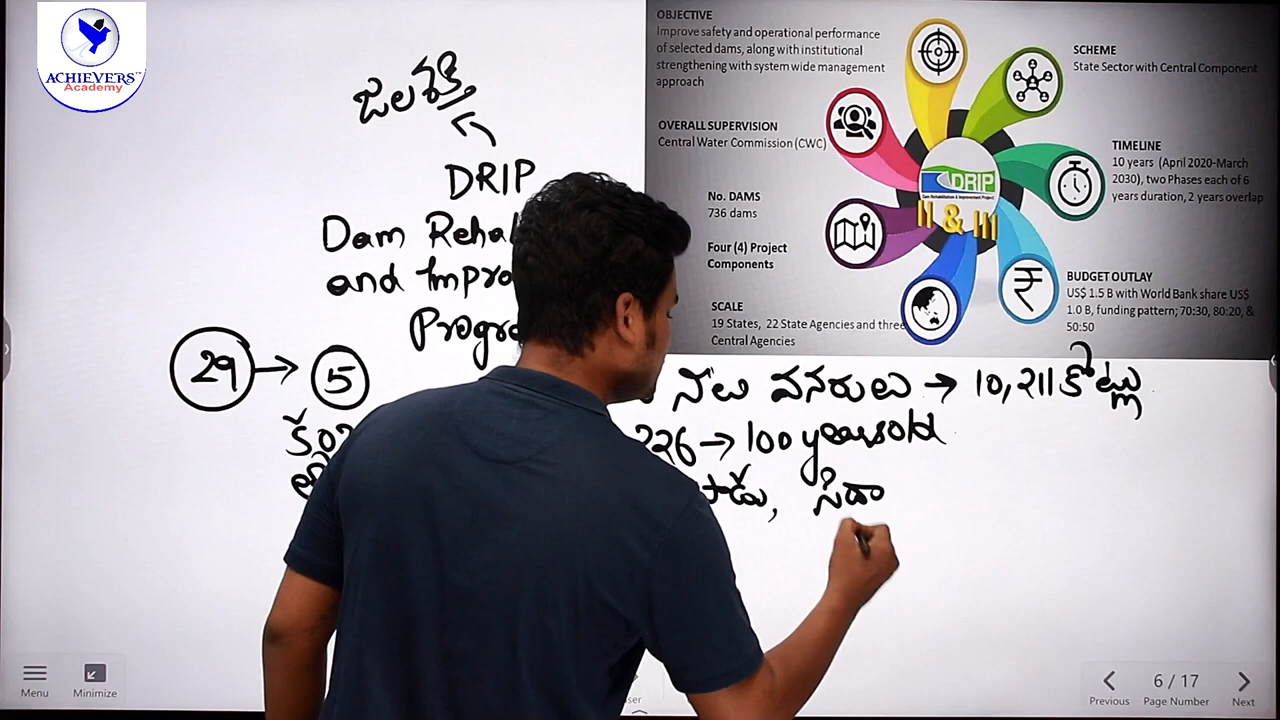 ACHIEVERS
Academy
జలశక్తి
DRIP
Dam Rehab
and Impro
Progra
29 → 5
నీటి వనరులు → 10,211 కోట్లు
226 → 100 years old
పాడు, సిడా
OBJECTIVE
Improve safety and operational performance
of selected dams, along with institutional
strengthening with system wide management
approach
OVERALL SUPERVISION
Central Water Commission (CWC)
No. DAMS
736 dams
Four (4) Project
Components
SCALE
19 States, 22 State Agencies and three
Central Agencies
DRIP
Dam Rehabilitation & Improvement Project
II & III
SCHEME
State Sector with Central Component
TIMELINE
10 years (April 2020-March
2030), two Phases each of 6
years duration, 2 years overlap
BUDGET OUTLAY
US$ 1.5 B with World Bank share US$
1.0 B, funding pattern; 70:30, 80:20, &
50:50
Menu
Minimize
6 / 17
Previous
Page Number
Next